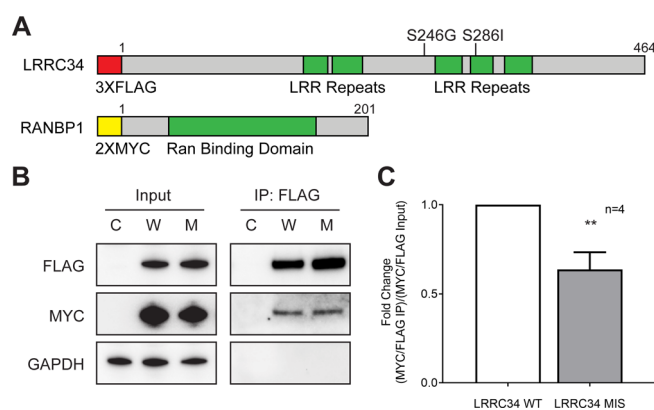 A
S246G S286I
1 464
LRRC34
3XFLAG LRR Repeats LRR Repeats
1 201
RANBP1
2XMYC Ran Binding Domain
B
Input IP: FLAG
C W M C W M
FLAG
MYC
GAPDH
C
Fold Change
(MYC/FLAG IP)/(MYC/FLAG Input)
1.0
0.5
0.0
n=4
**
LRRC34 WT LRRC34 MIS